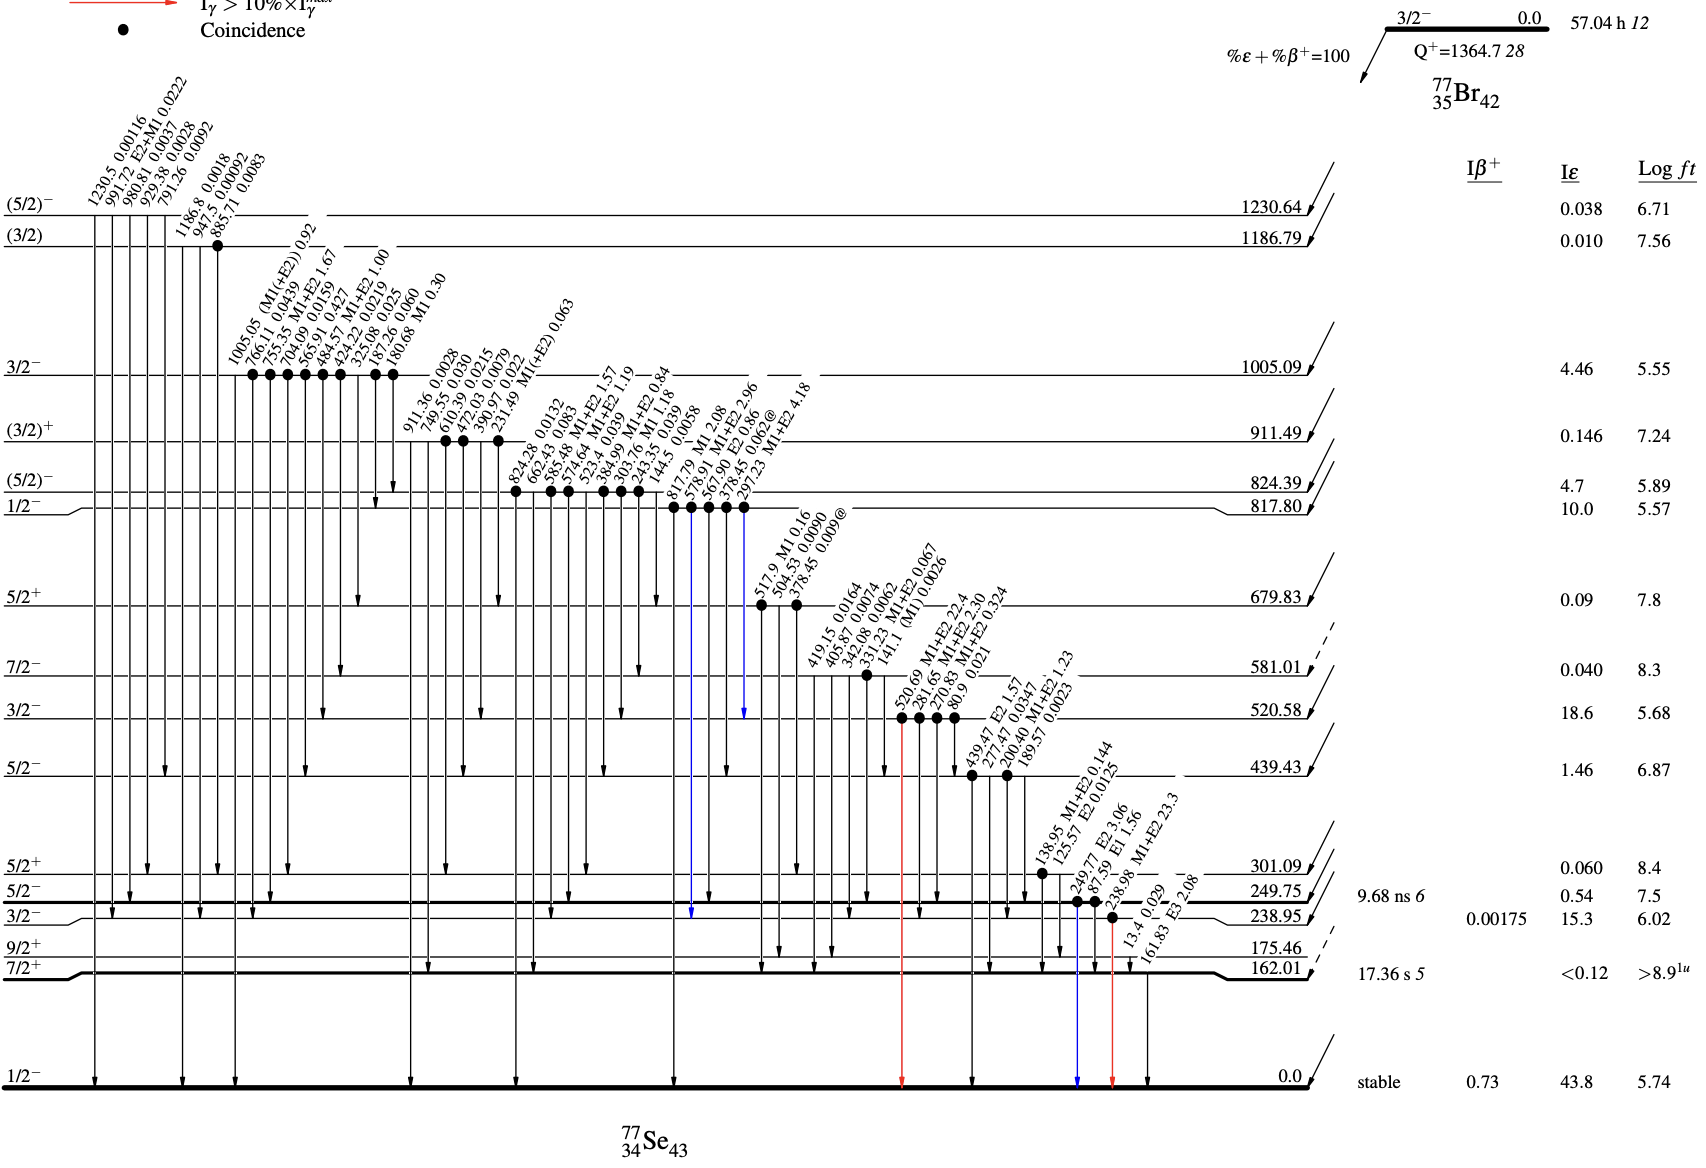 I_γ > 10%×I_γ^max
Coincidence
3/2⁻ 0.0 57.04 h 12
%ε + %β⁺=100
Q⁺=1364.7 28
⁷⁷₃₅Br₄₂
Iβ⁺ Iε Log ft
1230.5 0.00116
991.72 E2+M1 0.0222
980.81 0.0037
929.38 0.0028
791.26 0.0092
1186.8 0.0018
947.5 0.00092
885.71 0.0083
(5/2)⁻ 1230.64 0.038 6.71
(3/2) 1186.79 0.010 7.56
1005.05 (M1(+E2)) 0.92
766.11 0.0439
755.35 M1+E2 1.67
704.09 0.0159
565.91 0.427
484.57 M1+E2 1.00
424.22 0.0219
325.08 0.025
187.26 0.060
180.68 M1 0.30
3/2⁻ 1005.09 4.46 5.55
911.36 0.0028
749.55 0.030
610.39 0.0215
472.03 0.0079
390.97 0.022
231.49 M1(+E2) 0.063
(3/2)⁺ 911.49 0.146 7.24
824.28 0.0132
662.43 0.083
585.48 M1+E2 1.57
574.64 M1+E2 1.19
523.4 0.039
384.99 M1+E2 0.84
303.76 M1 1.18
243.35 0.039
144.5 0.0058
(5/2)⁻ 824.39 4.7 5.89
817.79 M1 2.08
578.91 M1+E2 2.96
567.90 E2 0.86
378.45 0.062@
297.23 M1+E2 4.18
1/2⁻ 817.80 10.0 5.57
517.9 M1 0.16
504.53 0.0090
378.45 0.009@
5/2⁺ 679.83 0.09 7.8
419.15 0.0164
405.87 0.0074
342.08 0.0062
331.23 M1+E2 0.067
141.1 (M1) 0.0026
7/2⁻ 581.01 0.040 8.3
520.69 M1+E2 22.4
281.65 M1+E2 2.30
270.83 M1+E2 0.324
80.9 0.021
3/2⁻ 520.58 18.6 5.68
439.47 E2 1.57
277.47 0.0347
200.40 M1+E2 1.23
189.57 0.0023
5/2⁻ 439.43 1.46 6.87
138.95 M1+E2 0.144
125.57 E2 0.0125
5/2⁺ 301.09 0.060 8.4
249.77 E2 3.06
87.59 E1 1.56
5/2⁻ 249.75 9.68 ns 6 0.54 7.5
238.98 M1+E2 23.3
3/2⁻ 238.95 0.00175 15.3 6.02
13.4 0.029
9/2⁺ 175.46
161.83 E3 2.08
7/2⁺ 162.01 17.36 s 5 <0.12 >8.9¹ᵘ
1/2⁻ 0.0 stable 0.73 43.8 5.74
⁷⁷₃₄Se₄₃